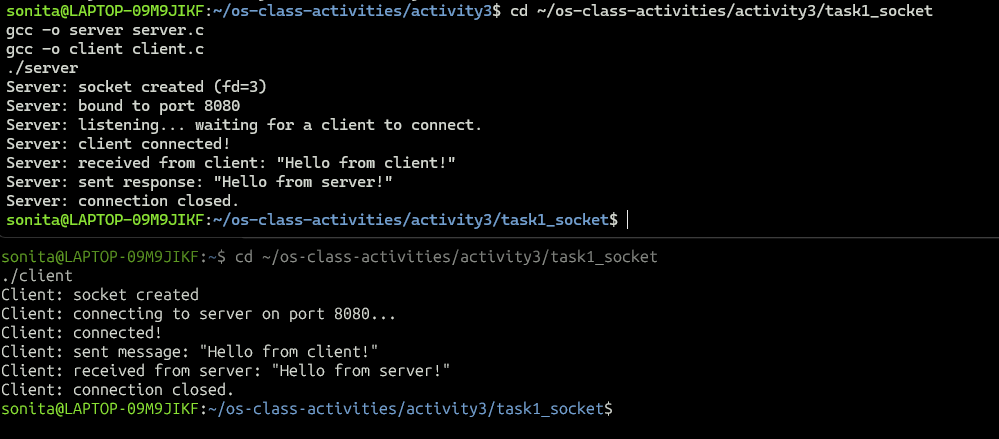 sonita@LAPTOP-09M9JIKF:~/os-class-activities/activity3$ cd ~/os-class-activities/activity3/task1_socket
gcc -o server server.c
gcc -o client client.c
./server
Server: socket created (fd=3)
Server: bound to port 8080
Server: listening... waiting for a client to connect.
Server: client connected!
Server: received from client: "Hello from client!"
Server: sent response: "Hello from server!"
Server: connection closed.
sonita@LAPTOP-09M9JIKF:~/os-class-activities/activity3/task1_socket$
sonita@LAPTOP-09M9JIKF:~$ cd ~/os-class-activities/activity3/task1_socket
./client
Client: socket created
Client: connecting to server on port 8080...
Client: connected!
Client: sent message: "Hello from client!"
Client: received from server: "Hello from server!"
Client: connection closed.
sonita@LAPTOP-09M9JIKF:~/os-class-activities/activity3/task1_socket$